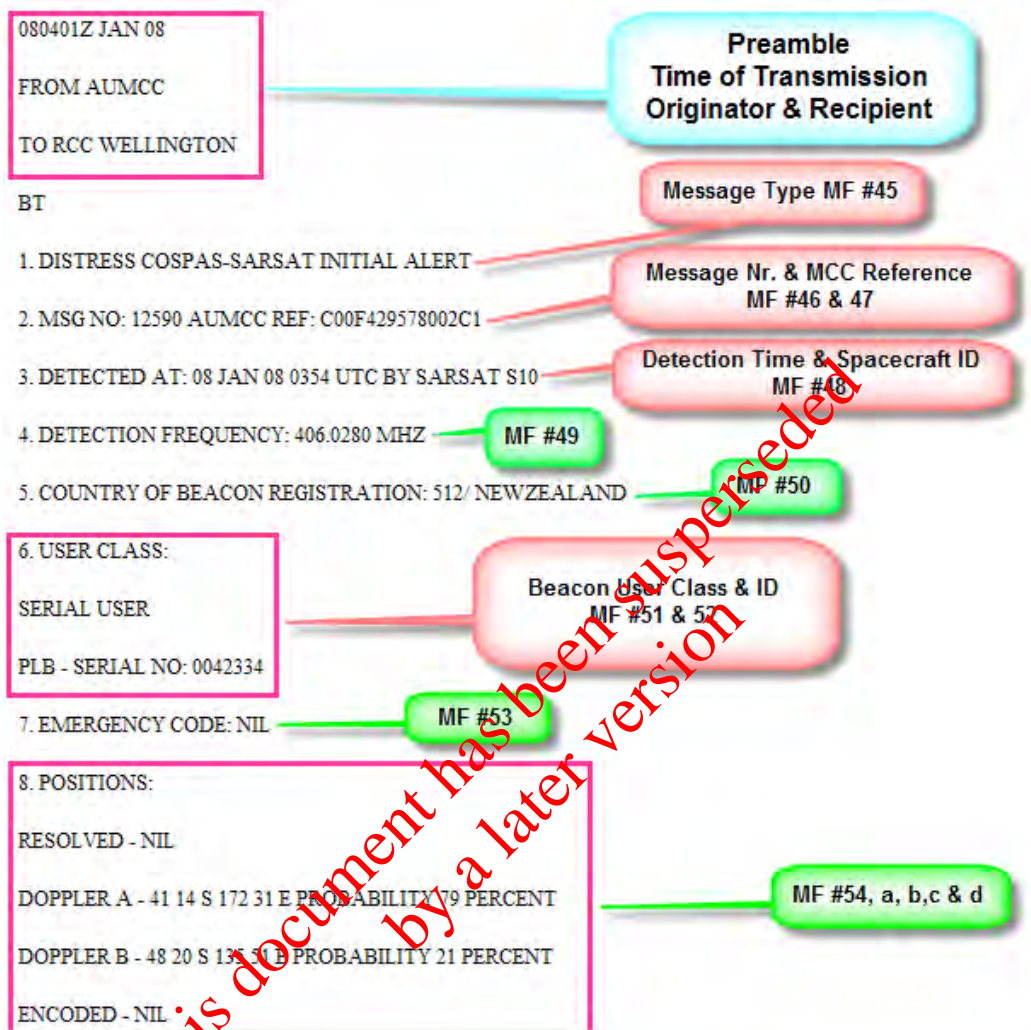 080401Z JAN 08
FROM AUMCC
TO RCC WELLINGTON
Preamble
Time of Transmission
Originator & Recipient
BT
Message Type MF #45
1. DISTRESS COSPAS-SARSAT INITIAL ALERT
Message Nr. & MCC Reference
MF #46 & 47
2. MSG NO: 12590 AUMCC REF: C00F429578002C1
Detection Time & Spacecraft ID
MF #48
3. DETECTED AT: 08 JAN 08 0354 UTC BY SARSAT S10
4. DETECTION FREQUENCY: 406.0280 MHZ
MF #49
5. COUNTRY OF BEACON REGISTRATION: 512/ NEWZEALAND
MF #50
6. USER CLASS:
SERIAL USER
PLB - SERIAL NO: 0042334
Beacon User Class & ID
MF #51 & 52
7. EMERGENCY CODE: NIL
MF #53
8. POSITIONS:
RESOLVED - NIL
DOPPLER A - 41 14 S 172 31 E PROBABILITY 79 PERCENT
DOPPLER B - 48 20 S 135 51 E PROBABILITY 21 PERCENT
ENCODED - NIL
MF #54, a, b,c & d
is document has been superseded
by a later version